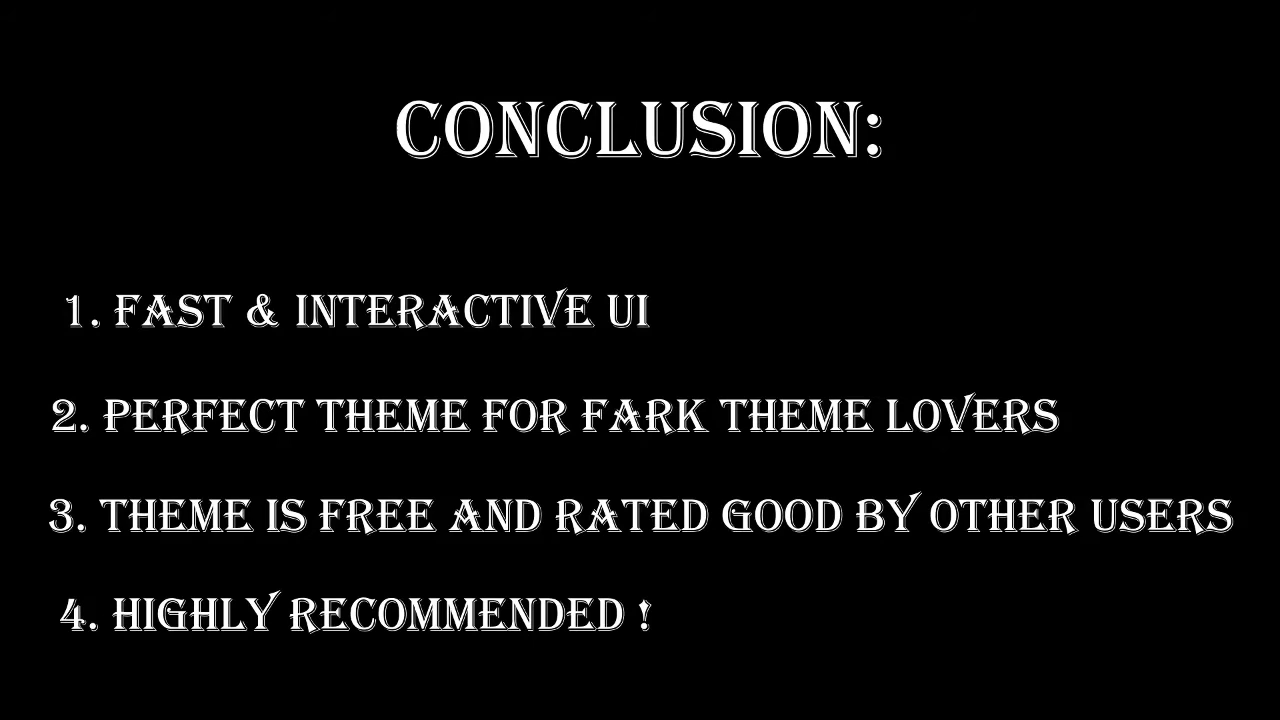 CONCLUSION:
1. FAST & INTERACTIVE UI
2. PERFECT THEME FOR FARK THEME LOVERS
3. THEME IS FREE AND RATED GOOD BY OTHER USERS
4. HIGHLY RECOMMENDED !